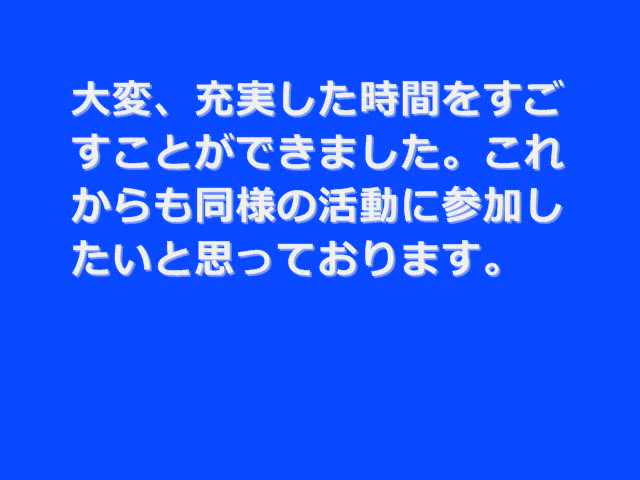 大変、充実した時間をすご
すことができました。これ
からも同様の活動に参加し
たいと思っております。